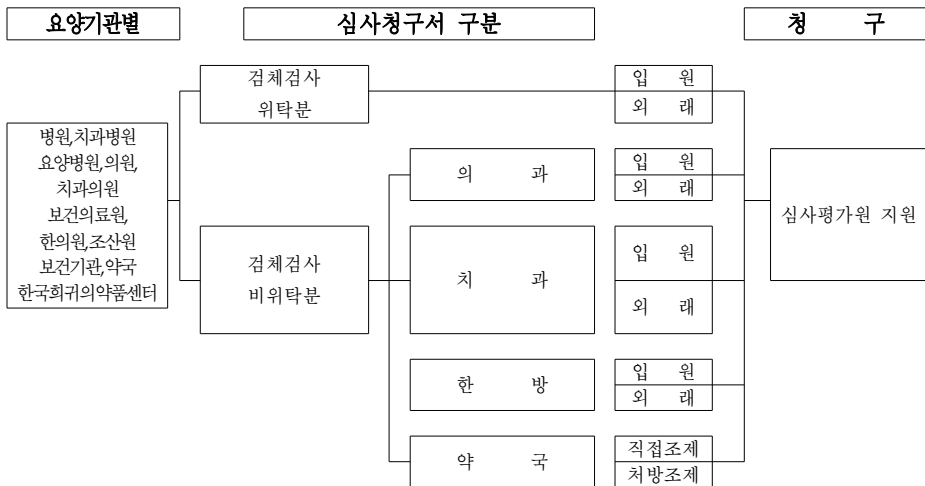 요양기관별
심사청구서 구분
청 구
검체검사
위탁분
입 원
외 래
병원,치과병원
요양병원,의원,
치과의원
보건의료원,
한의원,조산원
보건기관,약국
한국희귀의약품센터
검체검사
비위탁분
의 과
입 원
외 래
치 과
입 원
외 래
한 방
입 원
외 래
약 국
직접조제
처방조제
심사평가원 지원